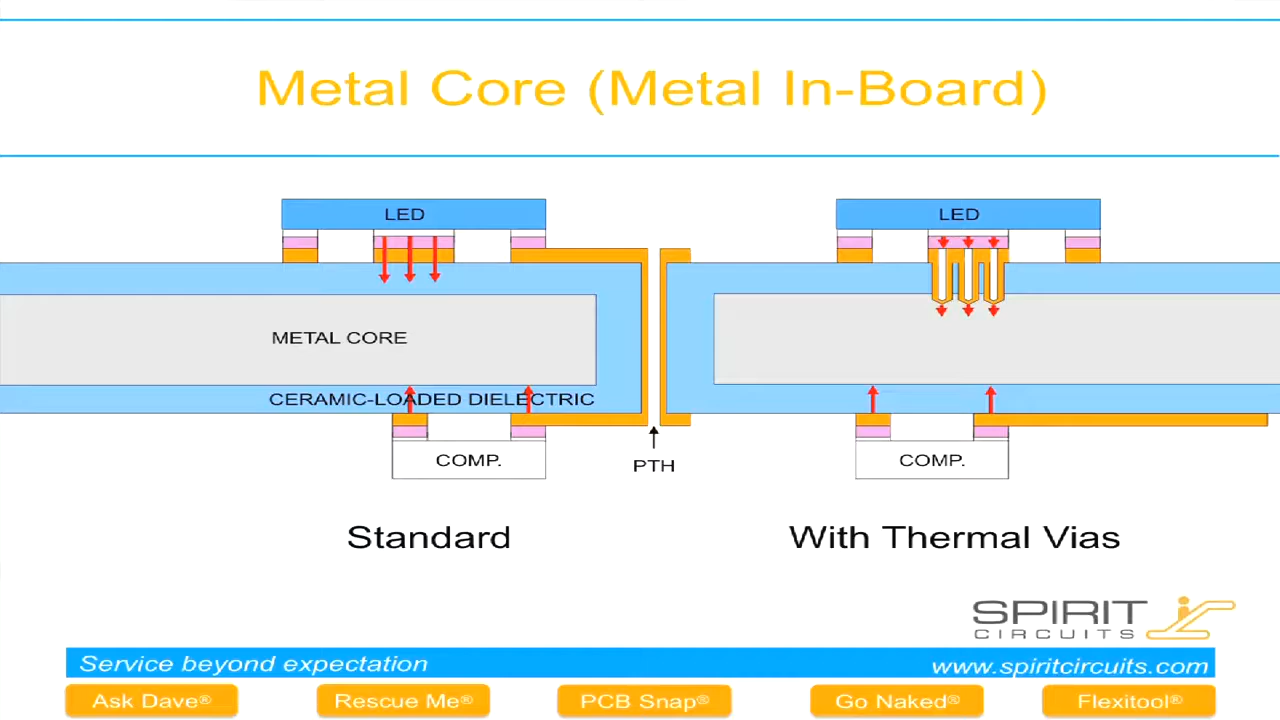 Metal Core (Metal In-Board)
LED
LED
METAL CORE
CERAMIC-LOADED DIELECTRIC
COMP.
PTH
COMP.
Standard
With Thermal Vias
SPIRIT
CIRCUITS
Service beyond expectation
www.spiritcircuits.com
Ask Dave®
Rescue Me®
PCB Snap®
Go Naked®
Flexitool®